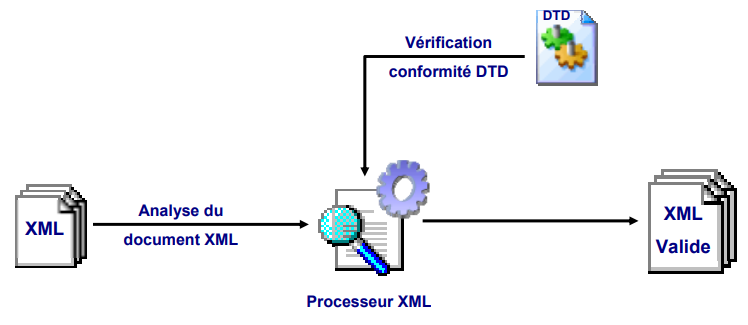 DTD
Vérification
conformité DTD
XML
Analyse du
document XML
XML
Valide
Processeur XML